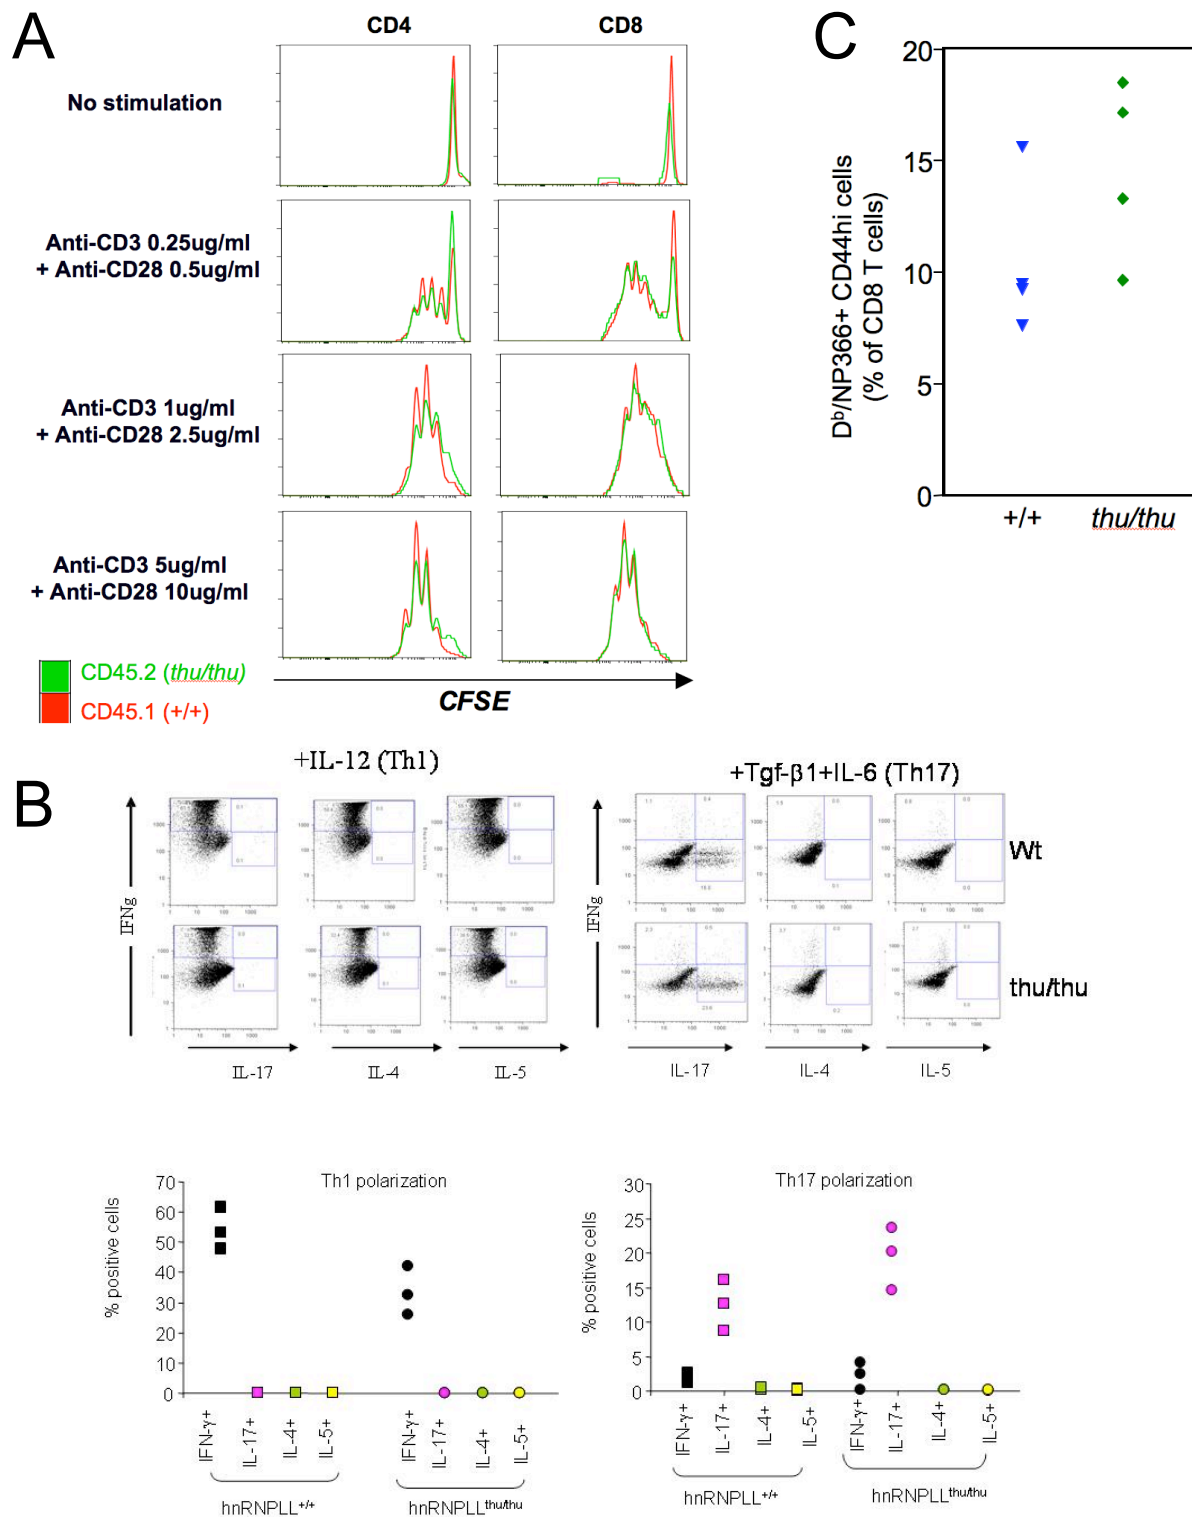 A
CD4
CD8
No stimulation
Anti-CD3 0.25ug/ml
+ Anti-CD28 0.5ug/ml
Anti-CD3 1ug/ml
+ Anti-CD28 2.5ug/ml
Anti-CD3 5ug/ml
+ Anti-CD28 10ug/ml
CD45.2 (thu/thu)
CD45.1 (+/+)
CFSE
C
D^b/NP366+ CD44hi cells
(% of CD8 T cells)
20
15
10
5
0
+/+
thu/thu
B
+IL-12 (Th1)
+Tgf-β1+IL-6 (Th17)
IFNg
IFNg
Wt
thu/thu
IL-17
IL-4
IL-5
IL-17
IL-4
IL-5
Th1 polarization
% positive cells
70
60
50
40
30
20
10
0
IFN-γ+
IL-17+
IL-4+
IL-5+
IFN-γ+
IL-17+
IL-4+
IL-5+
hnRNPLL^+/+
hnRNPLL^thu/thu
Th17 polarization
% positive cells
30
25
20
15
10
5
0
IFN-γ+
IL-17+
IL-4+
IL-5+
IFN-γ+
IL-17+
IL-4+
IL-5+
hnRNPLL^+/+
hnRNPLL^thu/thu